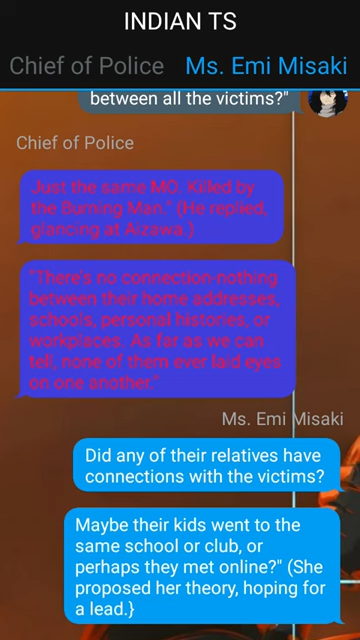 INDIAN TS
Chief of Police Ms. Emi Misaki
between all the victims?"
Chief of Police
"Just the same MO. Killed by
the Burning Man." (He replied,
glancing at Aizawa.)
"There's no connection-nothing
between their home addresses,
schools, personal histories, or
workplaces. As far as we can
tell, none of them ever laid eyes
on one another."
Ms. Emi Misaki
Did any of their relatives have
connections with the victims?
Maybe their kids went to the
same school or club, or
perhaps they met online?" (She
proposed her theory, hoping for
a lead.}